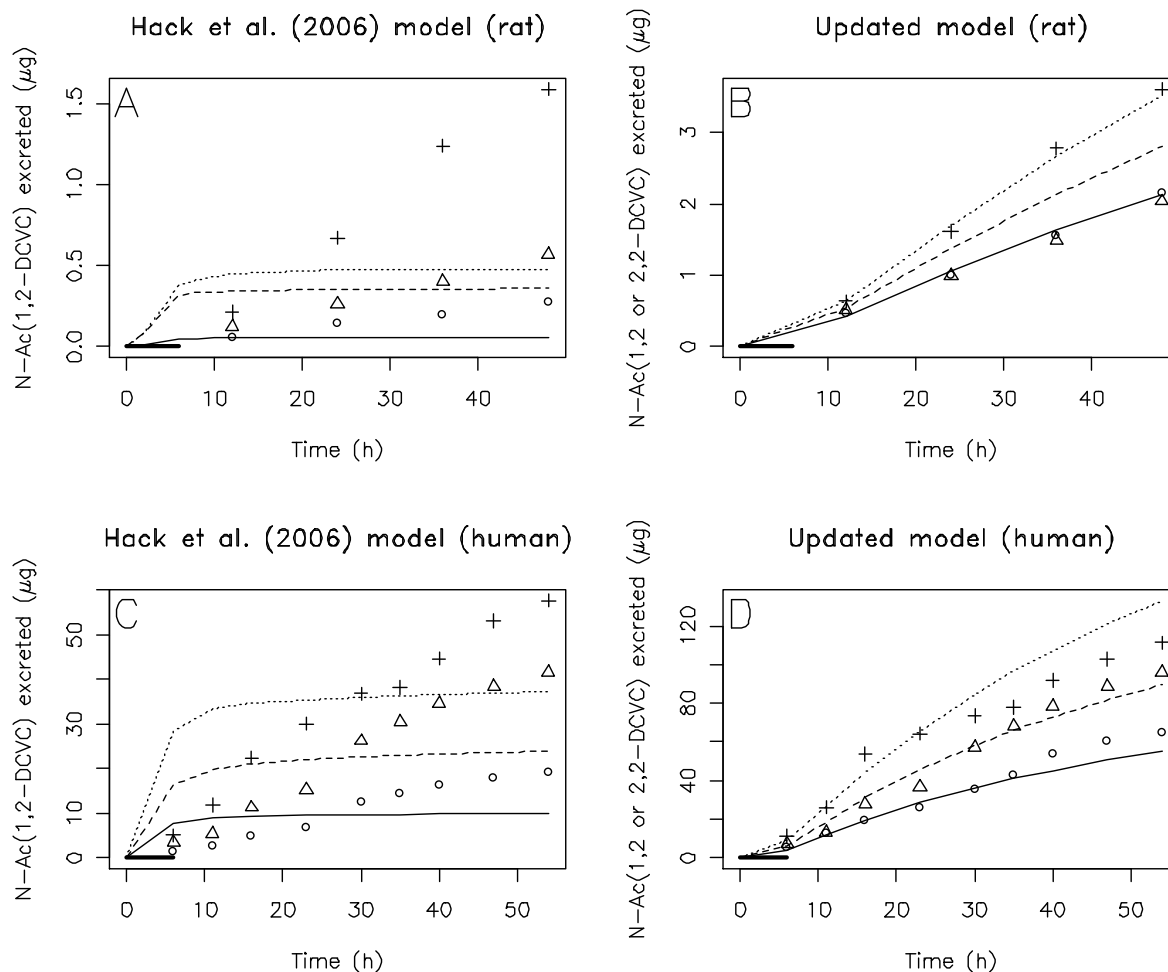 Hack et al. (2006) model (rat)
N-Ac(1,2-DCVC) excreted (μg)
A
0.0
0.5
1.0
1.5
0 10 20 30 40
Time (h)
Updated model (rat)
N-Ac(1,2 or 2,2-DCVC) excreted (μg)
B
0
1
2
3
0 10 20 30 40
Time (h)
Hack et al. (2006) model (human)
N-Ac(1,2-DCVC) excreted (μg)
C
0
10
30
50
0 10 20 30 40 50
Time (h)
Updated model (human)
N-Ac(1,2 or 2,2-DCVC) excreted (μg)
D
0
40
80
120
0 10 20 30 40 50
Time (h)